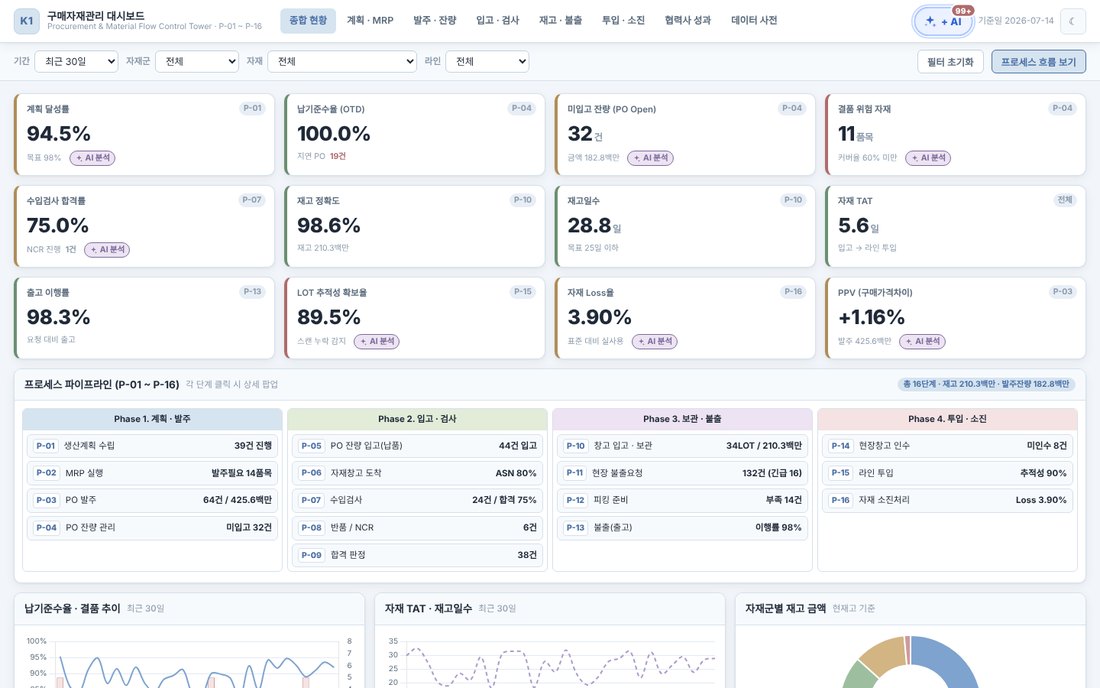 K1
구매자재관리 대시보드
Procurement & Material Flow Control Tower · P-01 ~ P-16
종합 현황
계획 · MRP
발주 · 잔량
입고 · 검사
재고 · 불출
투입 · 소진
협력사 성과
데이터 사전
+ AI
99+
기준일 2026-07-14
기간
최근 30일
자재군
전체
자재
전체
라인
전체
필터 초기화
프로세스 흐름 보기
계획 달성률
P-01
94.5%
목표 98%
AI 분석
납기준수율 (OTD)
P-04
100.0%
지연 PO 19건
미입고 잔량 (PO Open)
P-04
32건
금액 182.8백만
AI 분석
결품 위험 자재
P-04
11품목
커버율 60% 미만
AI 분석
수입검사 합격률
P-07
75.0%
NCR 진행 1건
AI 분석
재고 정확도
P-10
98.6%
재고 210.3백만
재고일수
P-10
28.8일
목표 25일 이하
자재 TAT
전체
5.6일
입고 → 라인 투입
출고 이행률
P-13
98.3%
요청 대비 출고
LOT 추적성 확보율
P-15
89.5%
스캔 누락 감지
AI 분석
자재 Loss율
P-16
3.90%
표준 대비 실사용
AI 분석
PPV (구매가격차이)
P-03
+1.16%
발주 425.6백만
AI 분석
프로세스 파이프라인 (P-01 ~ P-16) 각 단계 클릭 시 상세 팝업
총 16단계 · 재고 210.3백만 · 발주잔량 182.8백만
Phase 1. 계획 · 발주
P-01 생산계획 수립 39건 진행
P-02 MRP 실행 발주필요 14품목
P-03 PO 발주 64건 / 425.6백만
P-04 PO 잔량 관리 미입고 32건
Phase 2. 입고 · 검사
P-05 PO 잔량 입고(납품) 44건 입고
P-06 자재창고 도착 ASN 80%
P-07 수입검사 24건 / 합격 75%
P-08 반품 / NCR 6건
P-09 합격 판정 38건
Phase 3. 보관 · 불출
P-10 창고 입고 · 보관 34LOT / 210.3백만
P-11 현장 불출요청 132건 (긴급 16)
P-12 피킹 준비 부족 14건
P-13 불출(출고) 이행률 98%
Phase 4. 투입 · 소진
P-14 현장창고 인수 미인수 8건
P-15 라인 투입 추적성 90%
P-16 자재 소진처리 Loss 3.90%
납기준수율 · 결품 추이 최근 30일
100%
95%
90%
8
7
6
5
자재 TAT · 재고일수 최근 30일
35
30
25
20
자재군별 재고 금액 현재고 기준